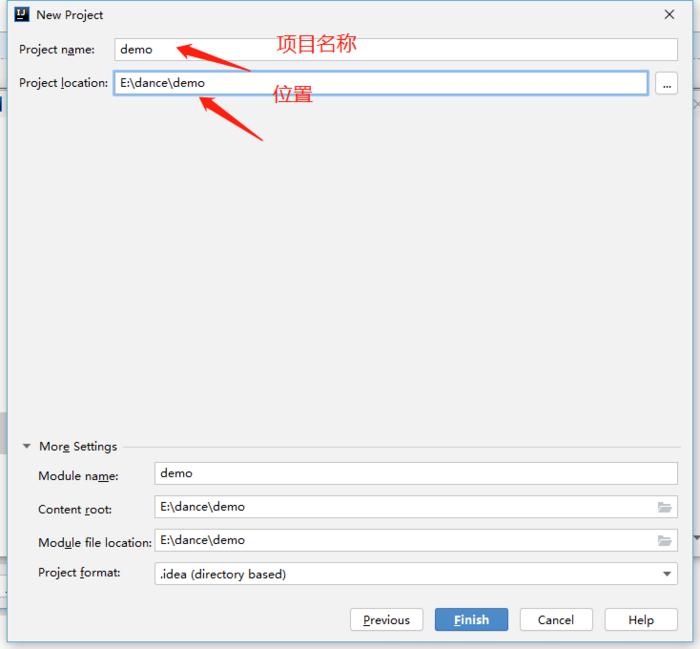 New Project
Project name: demo 项目名称
Project location: E:\dance\demo ...
位置
More Settings
Module name: demo
Content root: E:\dance\demo
Module file location: E:\dance\demo
Project format: .idea (directory based)
Previous Finish Cancel Help